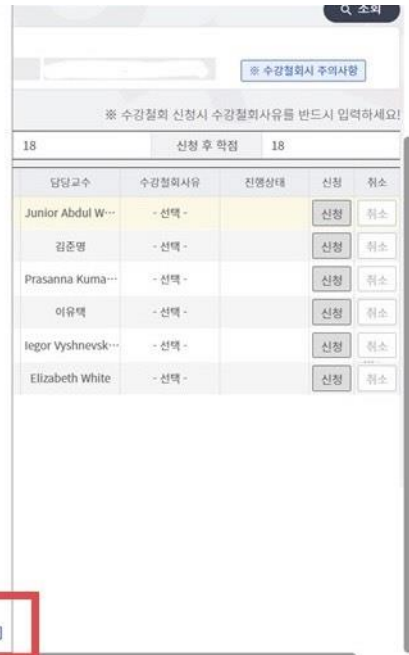 조회
※ 수강철회시 주의사항
※ 수강철회 신청시 수강철회사유를 반드시 입력하세요!
18 신청 후 학점 18
담당교수 수강철회사유 진행상태 신청 취소
Junior Abdul W… - 선택 - 신청 취소
김준명 - 선택 - 신청 취소
Prasanna Kuma… - 선택 - 신청 취소
이유택 - 선택 - 신청 취소
Iegor Vyshnevsk… - 선택 - 신청 취소
Elizabeth White - 선택 - 신청 취소